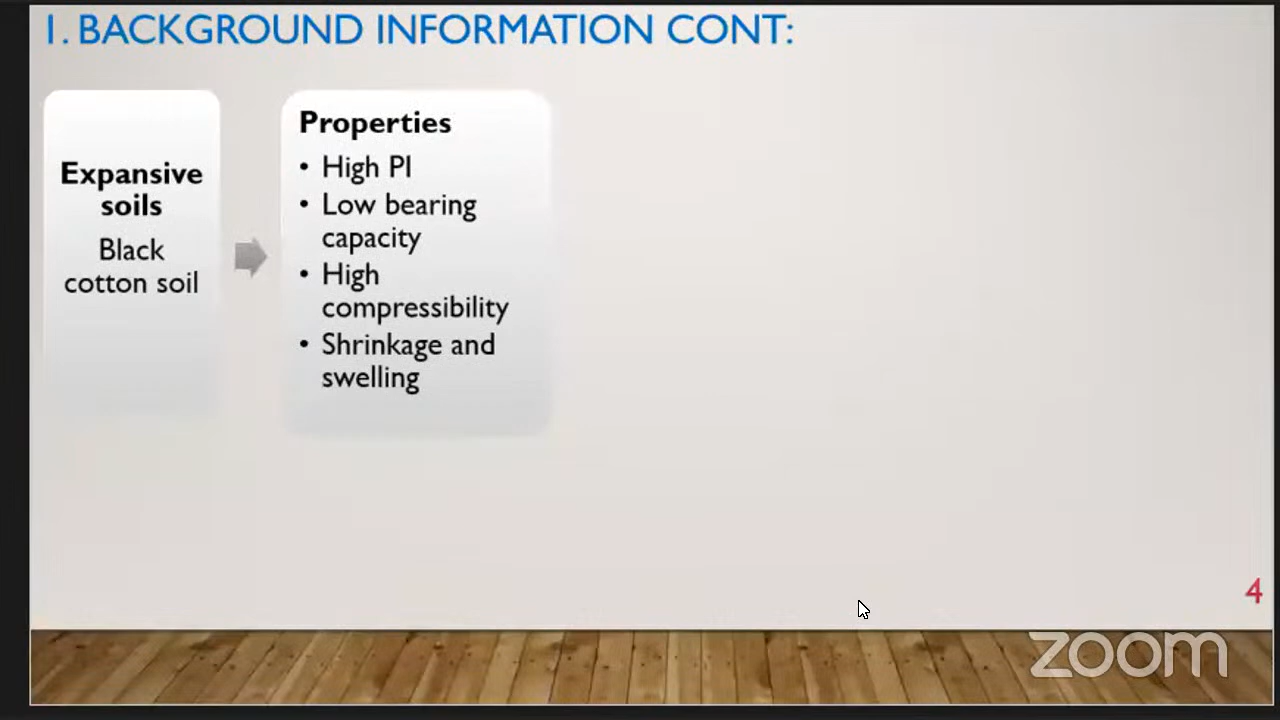 1. BACKGROUND INFORMATION CONT:
Expansive
soils
Black
cotton soil
Properties
• High PI
• Low bearing
capacity
• High
compressibility
• Shrinkage and
swelling
4
zoom